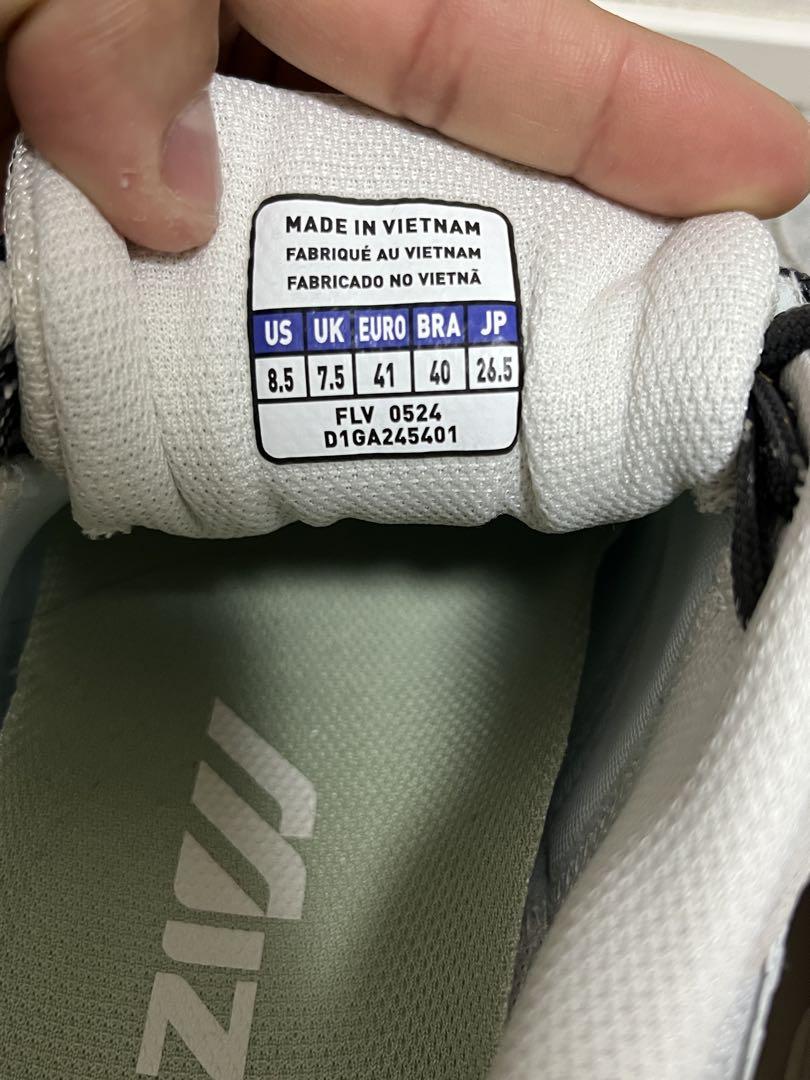 MADE IN VIETNAM
FABRIQUÉ AU VIETNAM
FABRICADO NO VIETNÃ
US UK EURO BRA JP
8.5 7.5 41 40 26.5
FLV 0524
D1GA245401